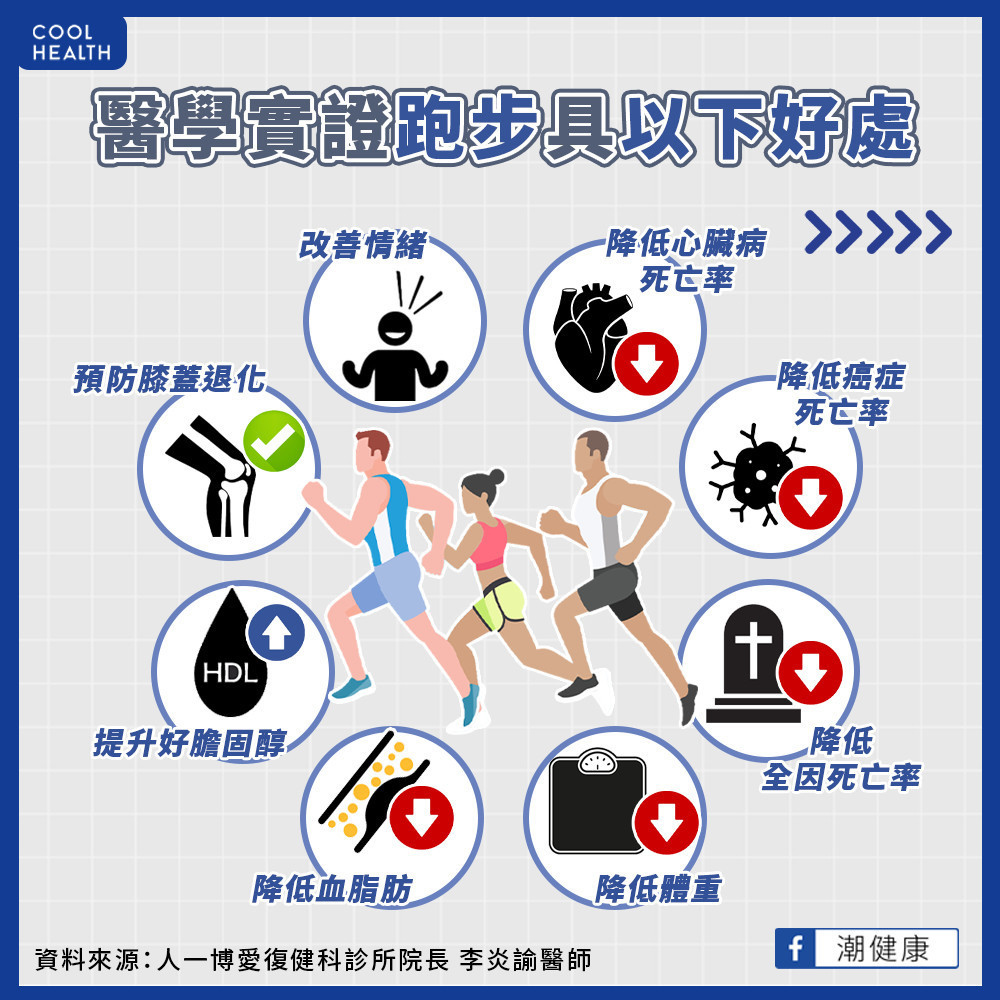 COOL
HEALTH
醫學實證跑步具以下好處
改善情緒
降低心臟病
死亡率
預防膝蓋退化
降低癌症
死亡率
HDL
提升好膽固醇
降低
全因死亡率
降低血脂肪
降低體重
資料來源：人一博愛復健科診所院長 李炎諭醫師
f 潮健康